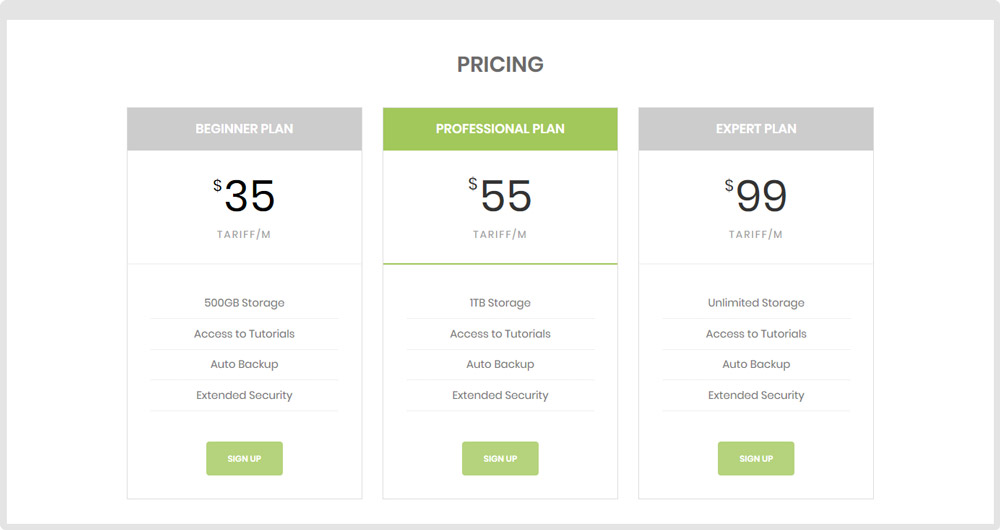 PRICING
BEGINNER PLAN
$35
TARIFF/M
500GB Storage
Access to Tutorials
Auto Backup
Extended Security
SIGN UP
PROFESSIONAL PLAN
$55
TARIFF/M
1TB Storage
Access to Tutorials
Auto Backup
Extended Security
SIGN UP
EXPERT PLAN
$99
TARIFF/M
Unlimited Storage
Access to Tutorials
Auto Backup
Extended Security
SIGN UP